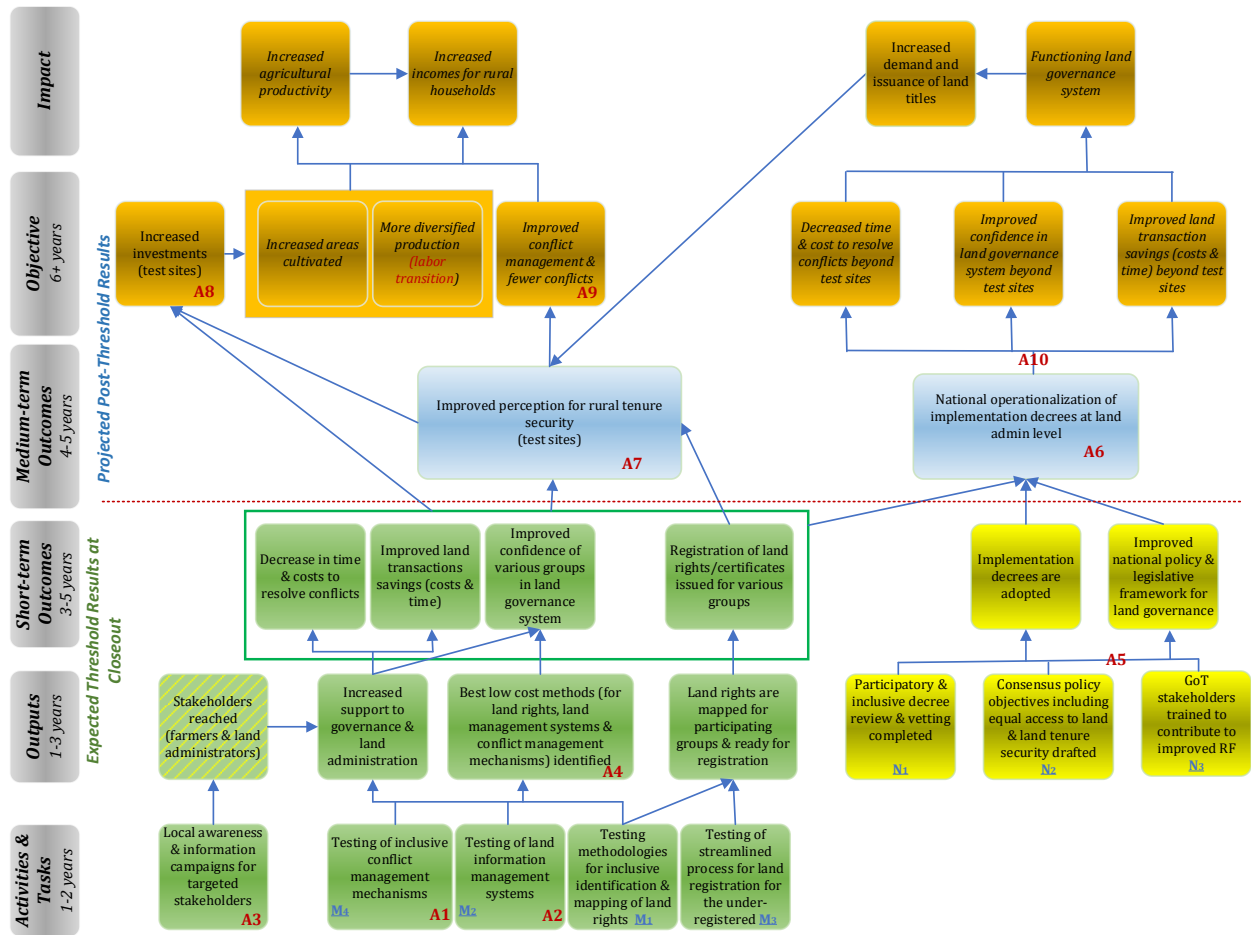 Impact
Increased
agricultural
productivity
Increased
incomes for rural
households
Increased
demand and
issuance of land
titles
Functioning land
governance
system
Objective
6+ years
Projected Post-Threshold Results
Increased
investments
(test sites)
A8
Increased areas
cultivated
More diversified
production
(labor
transition)
Improved
conflict
management &
fewer conflicts
A9
Decreased time
& cost to resolve
conflicts beyond
test sites
Improved
confidence in
land governance
system beyond
test sites
Improved land
transaction
savings (costs &
time) beyond test
sites
A10
Medium-term
Outcomes
4-5 years
Improved perception for rural tenure
security
(test sites)
A7
National operationalization of
implementation decrees at land
admin level
A6
Short-term
Outcomes
3-5 years
Expected Threshold Results at
Closeout
Decrease in time
& costs to
resolve conflicts
Improved land
transactions
savings (costs &
time)
Improved
confidence of
various groups in
land governance
system
Registration of land
rights/certificates
issued for various
groups
Implementation
decrees are
adopted
Improved
national policy &
legislative
framework for
land governance
A5
Outputs
1-3 years
Stakeholders
reached
(farmers & land
administrators)
Increased
support to
governance &
land
administration
Best low cost methods (for
land rights, land
management systems &
conflict management
mechanisms) identified
A4
Land rights are
mapped for
participating
groups & ready for
registration
Participatory &
inclusive decree
review & vetting
completed
N1
Consensus policy
objectives including
equal access to land
& land tenure
security drafted
N2
GoT
stakeholders
trained to
contribute to
improved RF
N3
Activities &
Tasks
1-2 years
Local awareness
& information
campaigns for
targeted
stakeholders
A3
Testing of inclusive
conflict
management
mechanisms
M4 A1
Testing of land
information
management
systems
M2 A2
Testing
methodologies
for inclusive
identification &
mapping of land
rights M1
Testing of
streamlined
process for land
registration for
the under-
registered M3